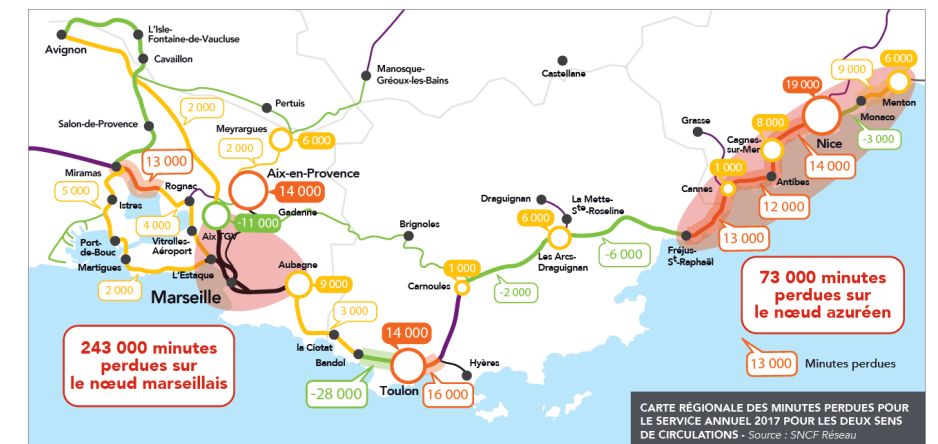 L'Isle-
Fontaine-de-Vaucluse
Avignon
Cavaillon
Manosque-
Gréoux-les-Bains
Castellane
2 000
Pertuis
Salon-de-Provence
Meyrargues
6 000
2 000
13 000
Aix-en-Provence
14 000
Miramas
Rognac
5 000
Istres
-11 000
Gadanne
Aix TGV
4 000
Port-
de-Bouc
Vitrolles-
Aéroport
Martigues
L'Estaque
2 000
Marseille
Aubagne
9 000
3 000
la Ciotat
Bandol
-28 000
14 000
Toulon
16 000
Hyères
Brignoles
Carnoules
1 000
-2 000
Draguignan
La Mette-
Ste-Roseline
6 000
Les Arcs-
Draguignan
-6 000
Fréjus-
St-Raphaël
13 000
Cannes
1 000
Grasse
12 000
Antibes
Cagnes-
sur-Mer
8 000
14 000
19 000
Nice
-3 000
Monaco
9 000
6 000
Menton
243 000 minutes
perdues sur
le nœud marseillais
73 000 minutes
perdues sur
le nœud azuréen
13 000
Minutes perdues
CARTE RÉGIONALE DES MINUTES PERDUES POUR
LE SERVICE ANNUEL 2017 POUR LES DEUX SENS
DE CIRCULATIONS - Source : SNCF Réseau